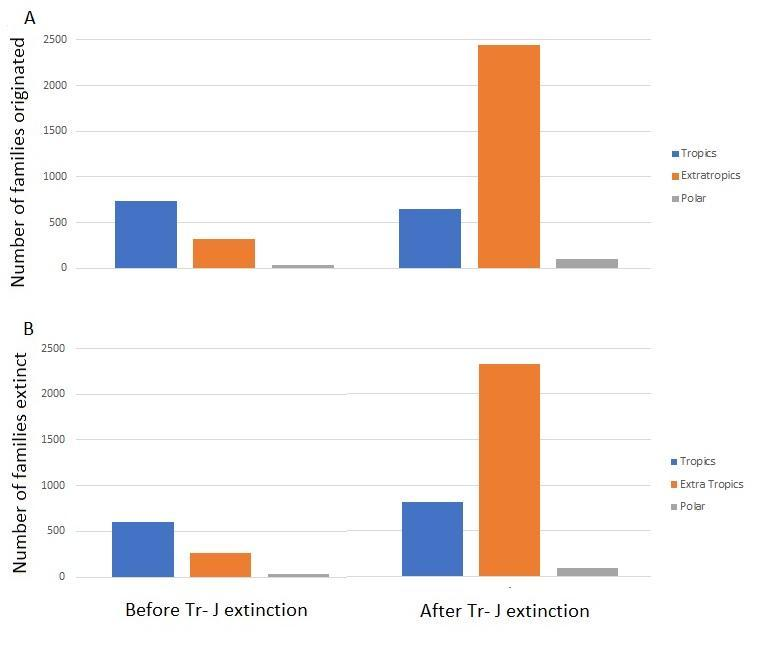 A
Number of families originated
2500
2000
1500
1000
500
0
Tropics
Extratropics
Polar
B
Number of families extinct
2500
2000
1500
1000
500
0
Tropics
Extra Tropics
Polar
Before Tr- J extinction
After Tr- J extinction